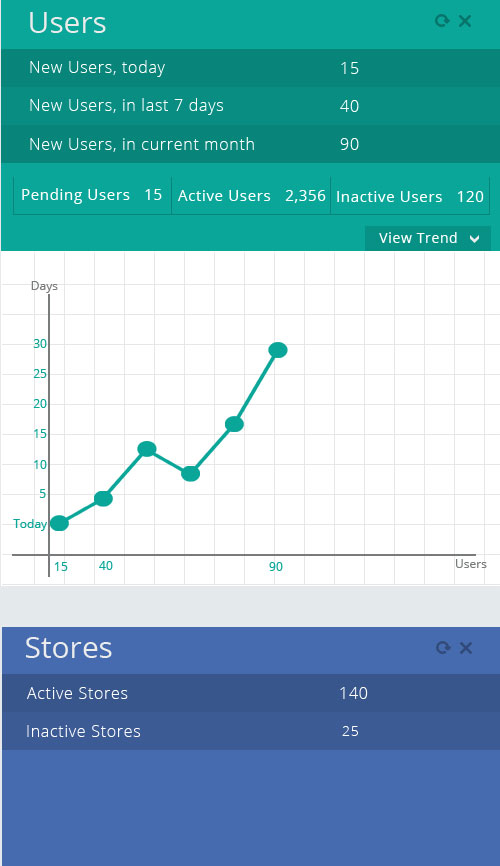 Users
New Users, today 15
New Users, in last 7 days 40
New Users, in current month 90
Pending Users 15 Active Users 2,356 Inactive Users 120
View Trend
Days
30
25
20
15
10
5
Today
15 40 90 Users
Stores
Active Stores 140
Inactive Stores 25